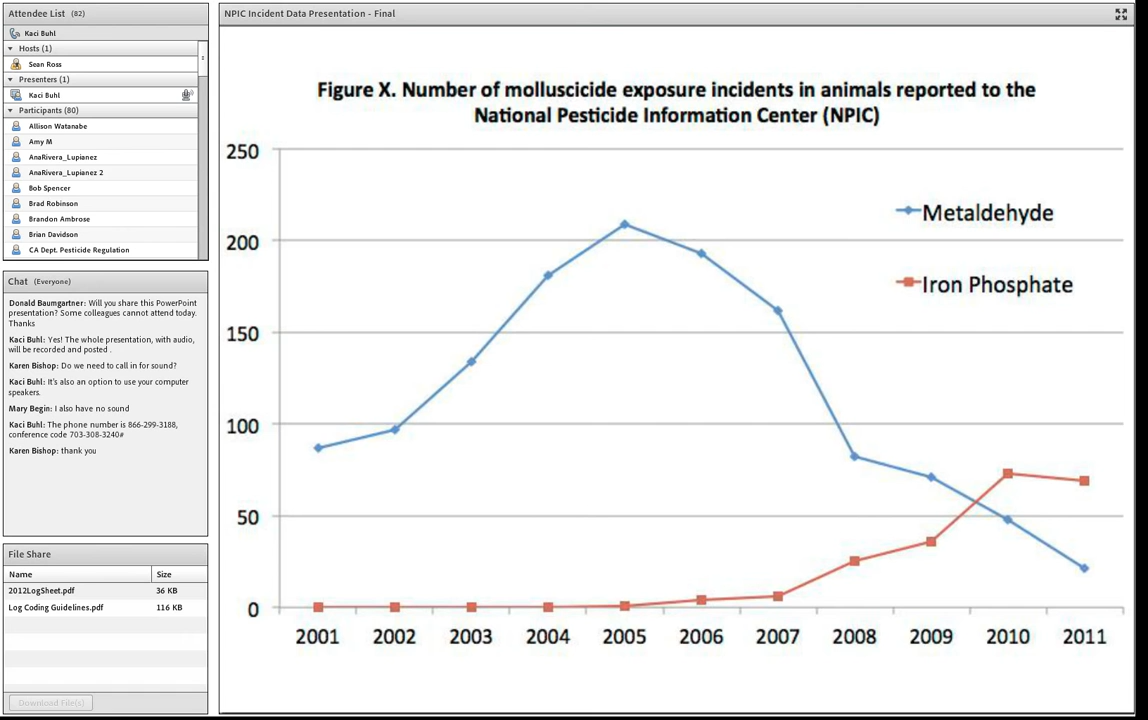 Attendee List (82)
Kaci Buhl
Hosts (1)
Sean Ross
Presenters (1)
Kaci Buhl
Participants (80)
Allison Watanabe
Amy M
AnaRivera_Lupianez
AnaRivera_Lupianez 2
Bob Spencer
Brad Robinson
Brandon Ambrose
Brian Davidson
CA Dept. Pesticide Regulation
Chat (Everyone)
Donald Baumgartner: Will you share this PowerPoint
presentation? Some colleagues cannot attend today.
Thanks
Kaci Buhl: Yes! The whole presentation, with audio,
will be recorded and posted .
Karen Bishop: Do we need to call in for sound?
Kaci Buhl: It's also an option to use your computer
speakers.
Mary Begin: I also have no sound
Kaci Buhl: The phone number is 866-299-3188,
conference code 703-308-3240#
Karen Bishop: thank you
File Share
Name Size
2012LogSheet.pdf 36 KB
Log Coding Guidelines.pdf 116 KB
Download File(s)
NPIC Incident Data Presentation - Final
Figure X. Number of molluscicide exposure incidents in animals reported to the
National Pesticide Information Center (NPIC)
250
200
150
100
50
0
Metaldehyde
Iron Phosphate
2001 2002 2003 2004 2005 2006 2007 2008 2009 2010 2011